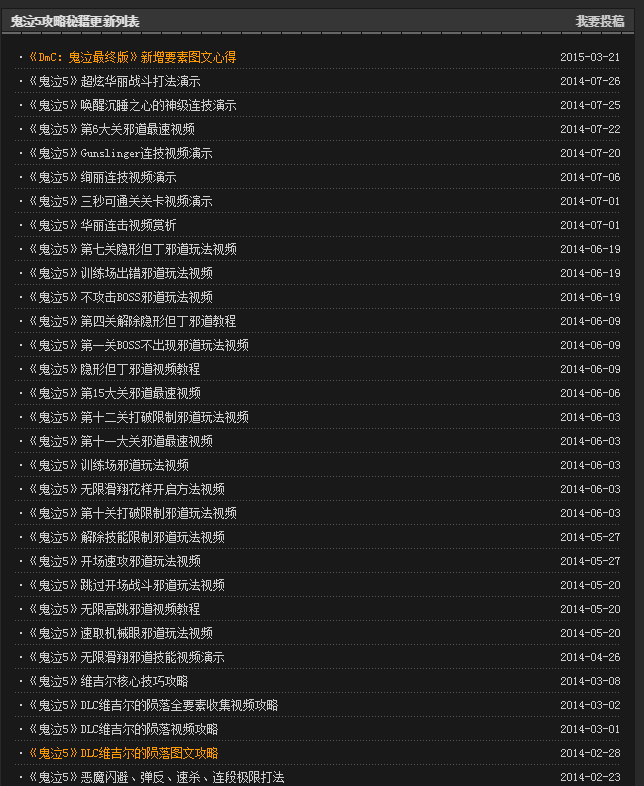 鬼泣5攻略秘籍更新列表 我要投稿
·《DmC：鬼泣最终版》新增要素图文心得 2015-03-21
·《鬼泣5》超炫华丽战斗打法演示 2014-07-26
·《鬼泣5》唤醒沉睡之心的神级连技演示 2014-07-25
·《鬼泣5》第6大关邪道最速视频 2014-07-22
·《鬼泣5》Gunslinger连技视频演示 2014-07-20
·《鬼泣5》绚丽连技视频演示 2014-07-06
·《鬼泣5》三秒可通关关卡视频演示 2014-07-01
·《鬼泣5》华丽连击视频赏析 2014-07-01
·《鬼泣5》第七关隐形但丁邪道玩法视频 2014-06-19
·《鬼泣5》训练场出错邪道玩法视频 2014-06-19
·《鬼泣5》不攻击BOSS邪道玩法视频 2014-06-19
·《鬼泣5》第四关解除隐形但丁邪道教程 2014-06-09
·《鬼泣5》第一关BOSS不出现邪道玩法视频 2014-06-09
·《鬼泣5》隐形但丁邪道视频教程 2014-06-09
·《鬼泣5》第15大关邪道最速视频 2014-06-06
·《鬼泣5》第十二关打破限制邪道玩法视频 2014-06-03
·《鬼泣5》第十一大关邪道最速视频 2014-06-03
·《鬼泣5》训练场邪道玩法视频 2014-06-03
·《鬼泣5》无限滑翔花样开启方法视频 2014-06-03
·《鬼泣5》第十关打破限制邪道玩法视频 2014-06-03
·《鬼泣5》解除技能限制邪道玩法视频 2014-05-27
·《鬼泣5》开场速攻邪道玩法视频 2014-05-27
·《鬼泣5》跳过开场战斗邪道玩法视频 2014-05-20
·《鬼泣5》无限高跳邪道视频教程 2014-05-20
·《鬼泣5》速取机械眼邪道玩法视频 2014-05-20
·《鬼泣5》无限滑翔邪道技能视频演示 2014-04-26
·《鬼泣5》维吉尔核心技巧攻略 2014-03-08
·《鬼泣5》DLC维吉尔的陨落全要素收集视频攻略 2014-03-02
·《鬼泣5》DLC维吉尔的陨落视频攻略 2014-03-01
·《鬼泣5》DLC维吉尔的陨落图文攻略 2014-02-28
·《鬼泣5》恶魔闪避、弹反、速杀、连段极限打法 2014-02-23